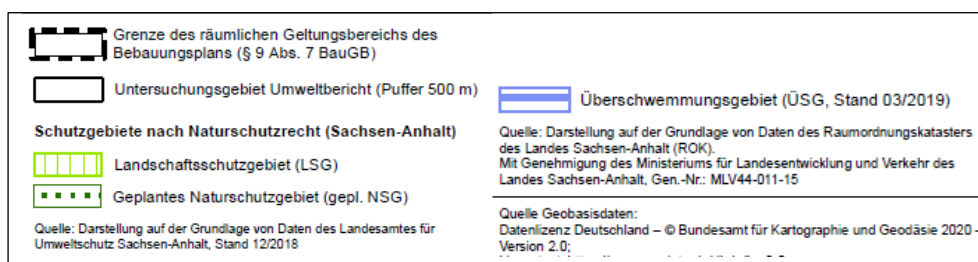 Grenze des räumlichen Geltungsbereichs des
Bebauungsplans (§ 9 Abs. 7 BauGB)
Untersuchungsgebiet Umweltbericht (Puffer 500 m)
Schutzgebiete nach Naturschutzrecht (Sachsen-Anhalt)
Landschaftsschutzgebiet (LSG)
Geplantes Naturschutzgebiet (gepl. NSG)
Quelle: Darstellung auf der Grundlage von Daten des Landesamtes für
Umweltschutz Sachsen-Anhalt, Stand 12/2018
Überschwemmungsgebiet (ÜSG, Stand 03/2019)
Quelle: Darstellung auf der Grundlage von Daten des Raumordnungskatasters
des Landes Sachsen-Anhalt (ROK).
Mit Genehmigung des Ministeriums für Landesentwicklung und Verkehr des
Landes Sachsen-Anhalt, Gen.-Nr.: MLV44-011-15
Quelle Geobasisdaten:
Datenlizenz Deutschland – © Bundesamt für Kartographie und Geodäsie 2020 –
Version 2.0;